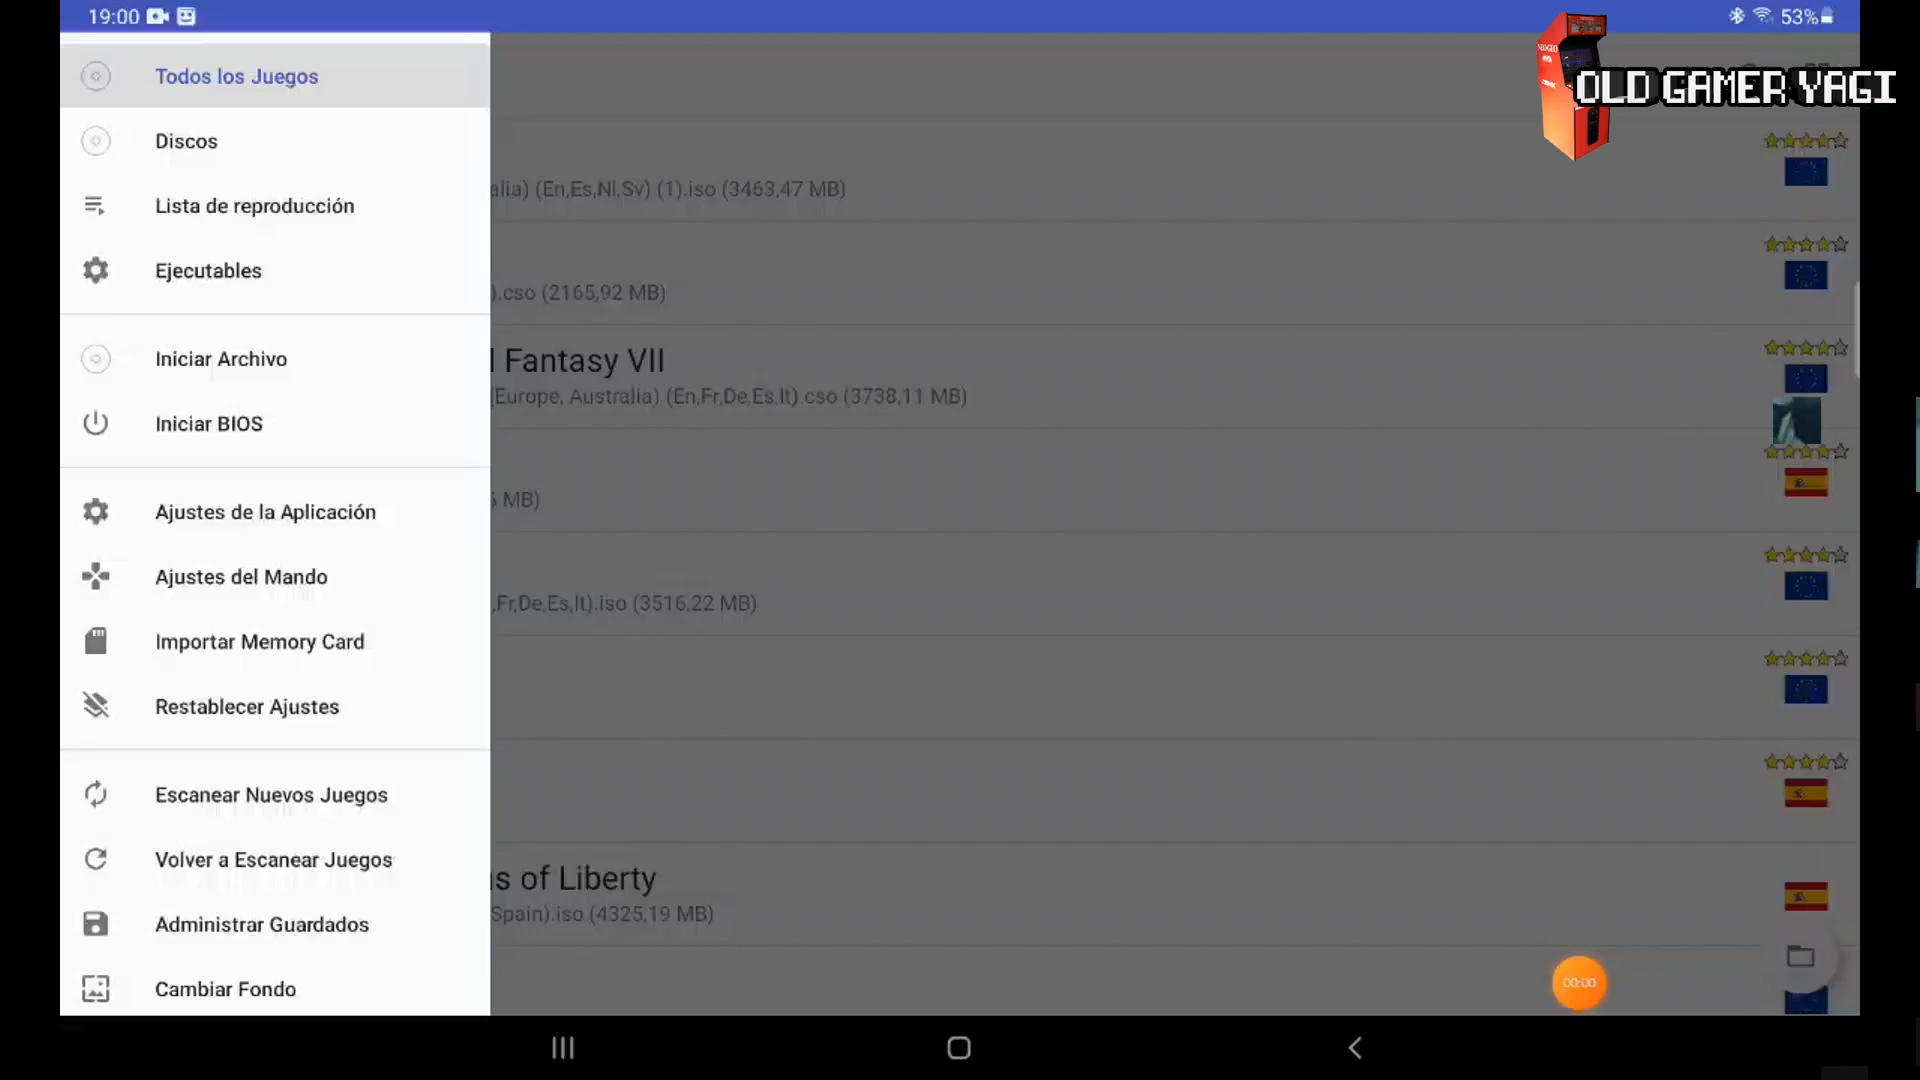 19:00
53%
OLD GAMER YAGI
Todos los Juegos
Discos
Lista de reproducción
Ejecutables
Iniciar Archivo
Iniciar BIOS
Ajustes de la Aplicación
Ajustes del Mando
Importar Memory Card
Restablecer Ajustes
Escanear Nuevos Juegos
Volver a Escanear Juegos
Administrar Guardados
Cambiar Fondo
alia) (En,Es,Nl,Sv) (1).iso (3463,47 MB)
).cso (2165,92 MB)
l Fantasy VII
(Europe, Australia) (En,Fr,De,Es,It).cso (3738,11 MB)
MB)
,Fr,De,Es,It).iso (3516,22 MB)
s of Liberty
Spain).iso (4325,19 MB)
00:00